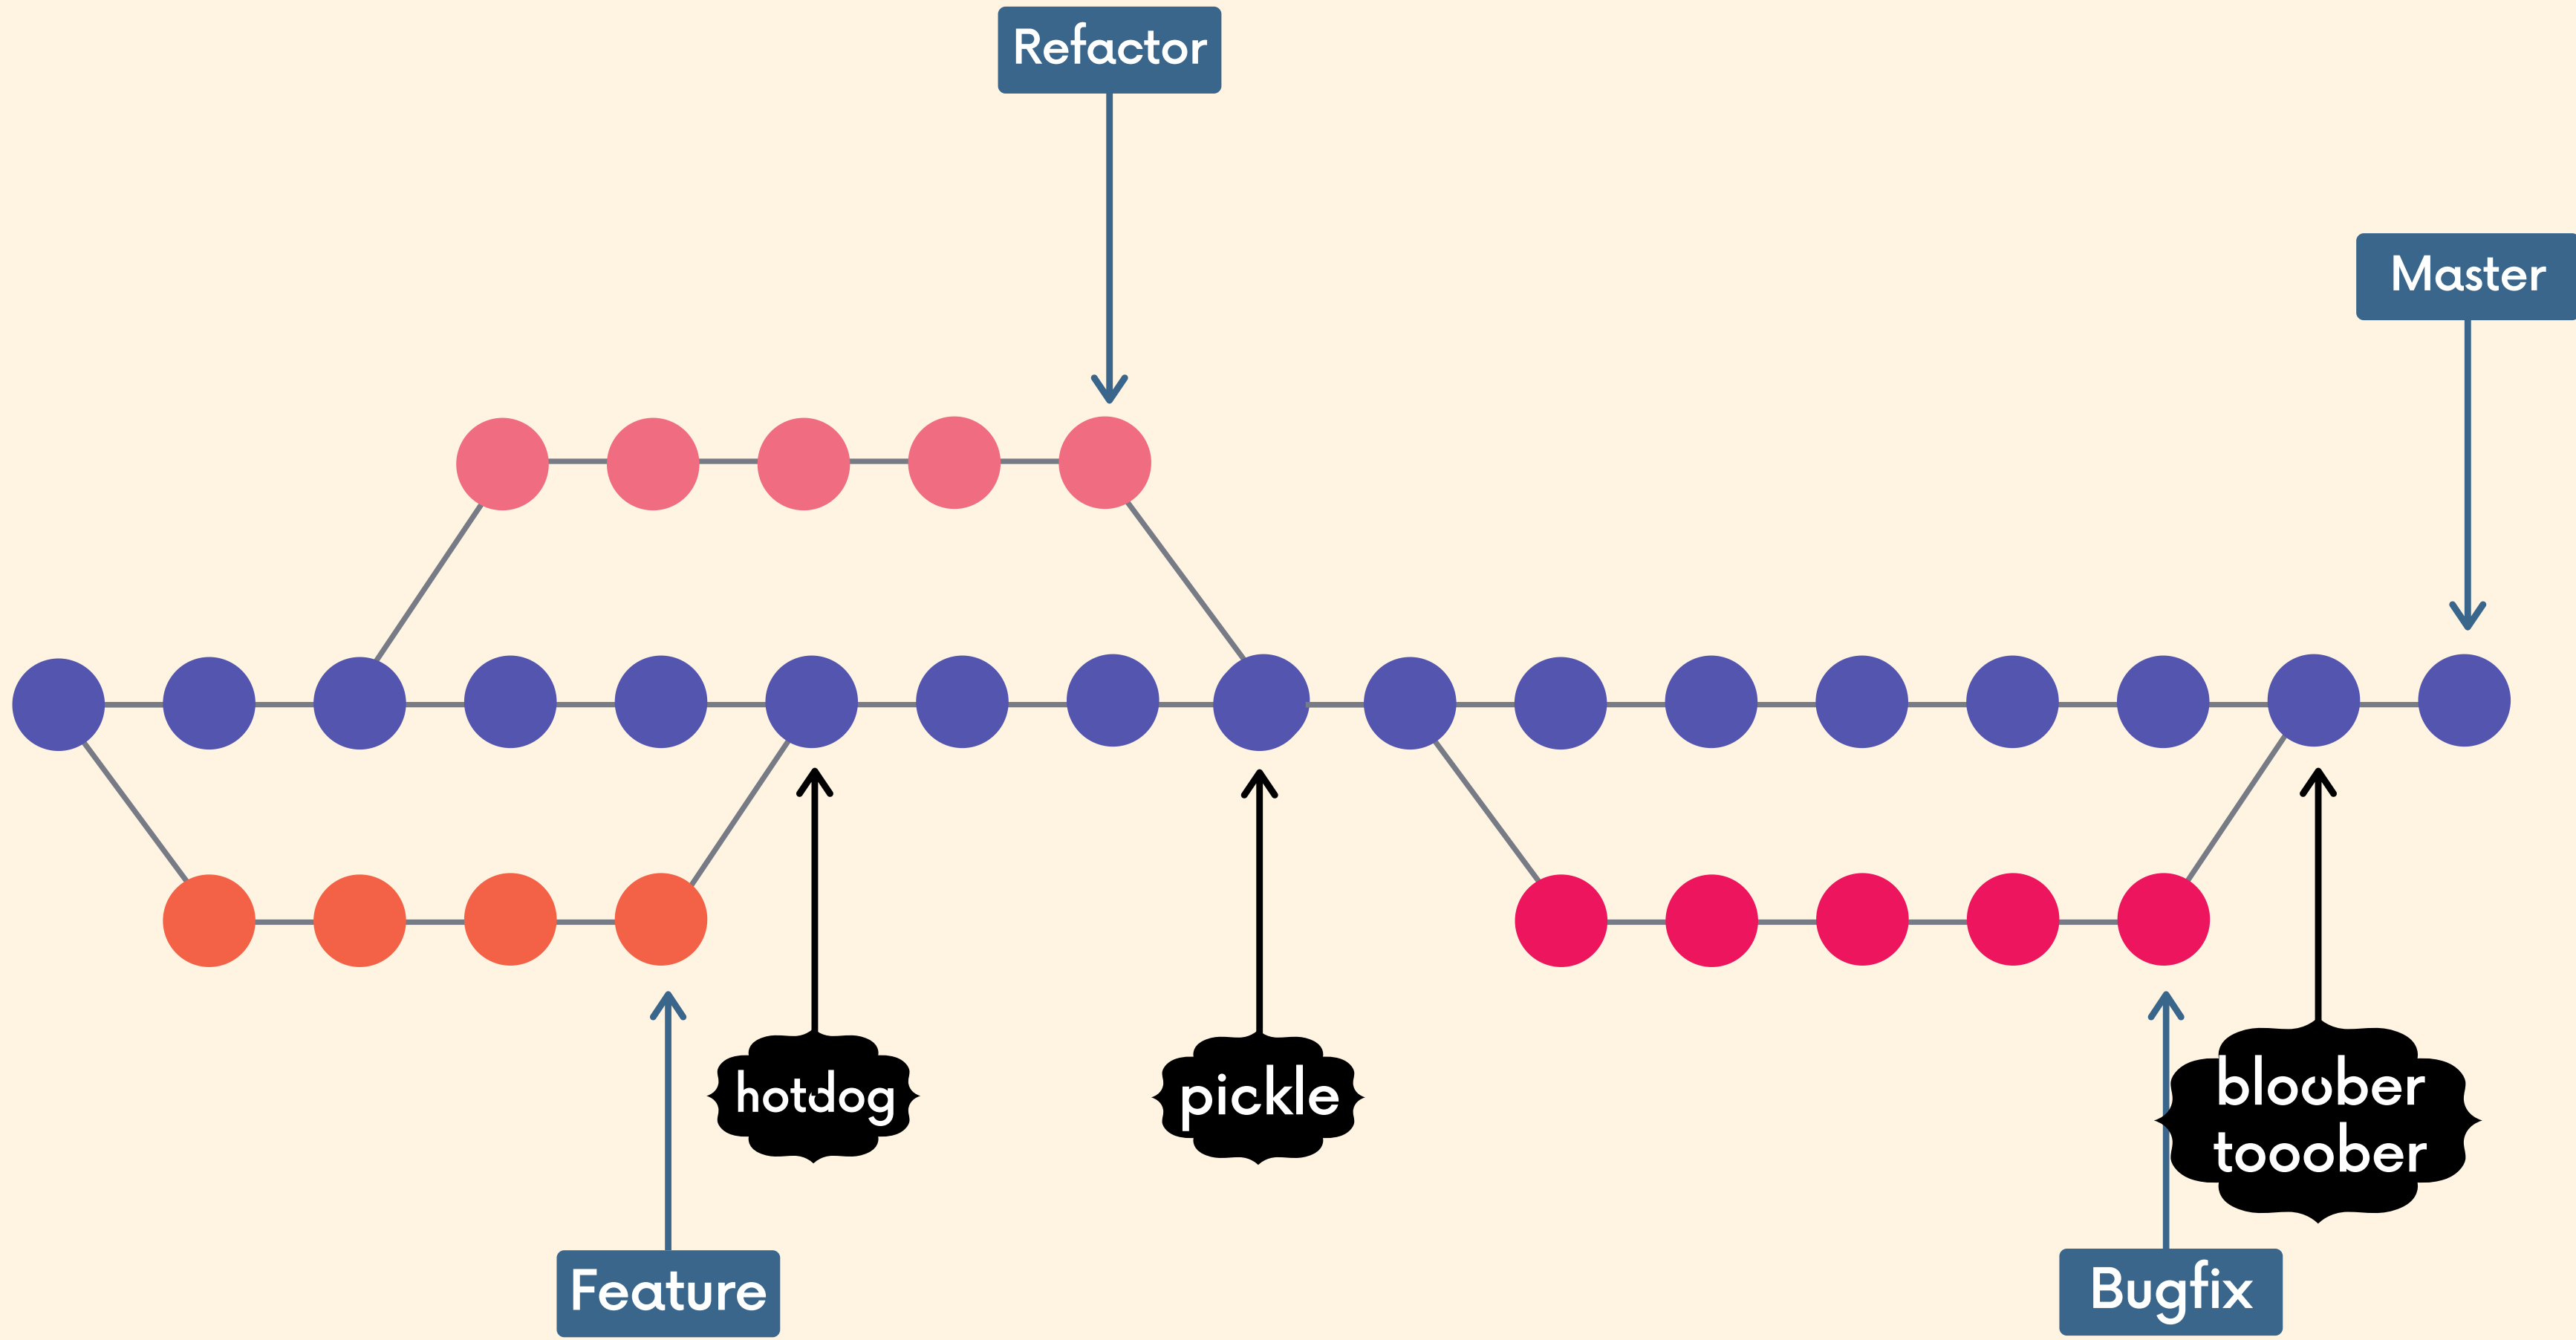 Refactor
Master
hotdog
pickle
bloober
tooober
Feature
Bugfix